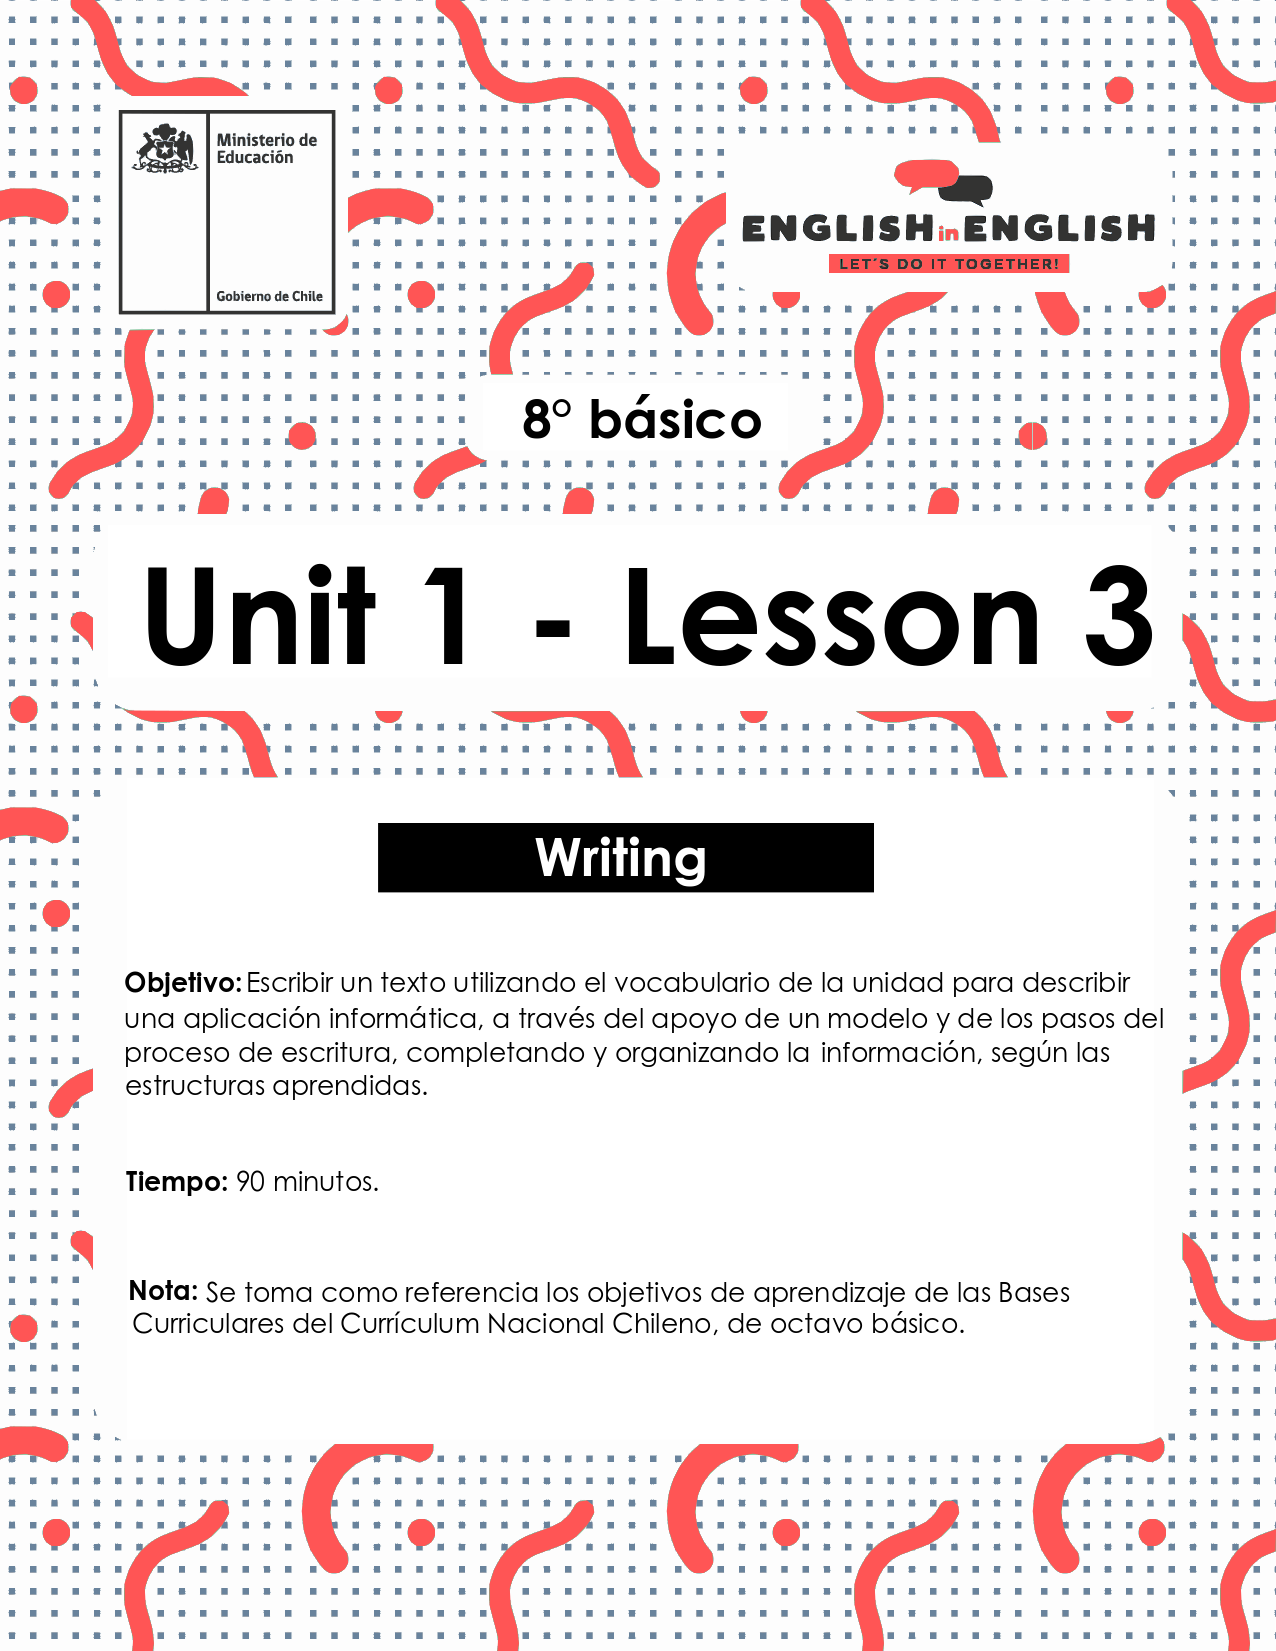 Ministerio de
Educación
Gobierno de Chile
ENGLISH in ENGLISH
LET´S DO IT TOGETHER!
8° básico
Unit 1 - Lesson 3
Writing
Objetivo: Escribir un texto utilizando el vocabulario de la unidad para describir
una aplicación informática, a través del apoyo de un modelo y de los pasos del
proceso de escritura, completando y organizando la información, según las
estructuras aprendidas.
Tiempo: 90 minutos.
Nota: Se toma como referencia los objetivos de aprendizaje de las Bases
Curriculares del Currículum Nacional Chileno, de octavo básico.